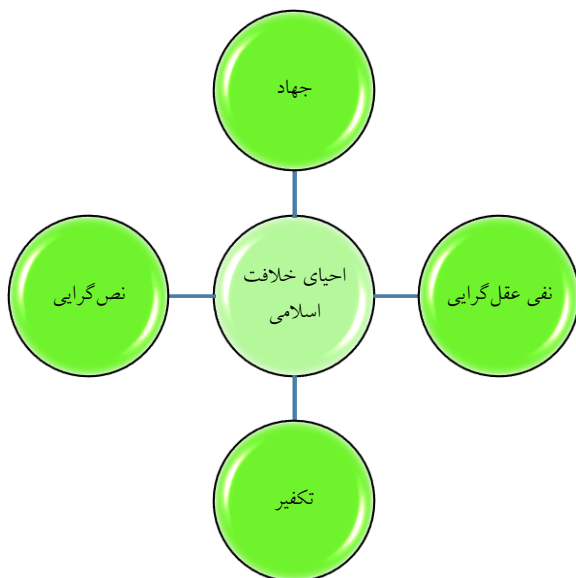 جهاد
نفی عقل‌گرایی
احیای خلافت
اسلامی
نص‌گرایی
تکفیر